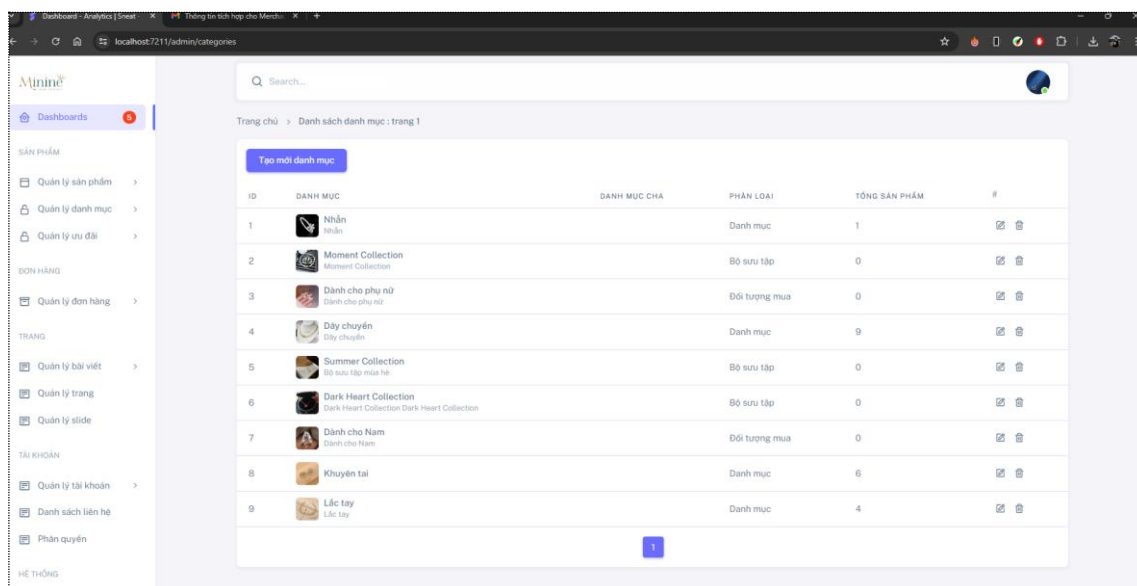 Dashboard - Analytics | Sneat -
Thông tin tích hợp cho Mercha
localhost:7211/admin/categories
Mininé
Search...
Dashboards 5
Trang chủ > Danh sách danh mục : trang 1
SẢN PHẨM
Quản lý sản phẩm
Quản lý danh mục
Quản lý ưu đãi
ĐƠN HÀNG
Quản lý đơn hàng
TRANG
Quản lý bài viết
Quản lý trang
Quản lý slide
TÀI KHOẢN
Quản lý tài khoản
Danh sách liên hệ
Phân quyền
HỆ THỐNG
Tạo mới danh mục
ID DANH MỤC DANH MỤC CHA PHÂN LOẠI TỔNG SẢN PHẨM #
1 Nhẫn Danh mục 1
Nhẫn
2 Moment Collection Bộ sưu tập 0
Moment Collection
3 Dành cho phụ nữ Đối tượng mua 0
Dành cho phụ nữ
4 Dây chuyền Danh mục 9
Dây chuyền
5 Summer Collection Bộ sưu tập 0
Bộ sưu tập mùa hè
6 Dark Heart Collection Bộ sưu tập 0
Dark Heart Collection Dark Heart Collection
7 Dành cho Nam Đối tượng mua 0
Dành cho Nam
8 Khuyên tai Danh mục 6
9 Lắc tay Danh mục 4
Lắc tay
1